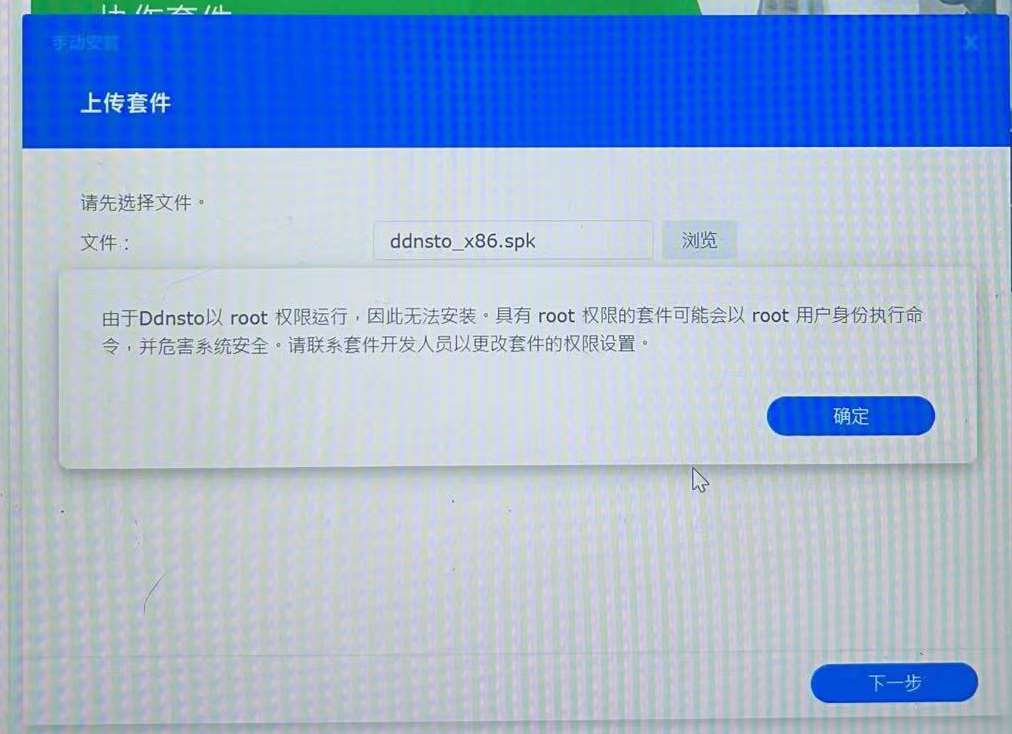 协作套件
手动安装
上传套件
请先选择文件。
文件：
ddnsto_x86.spk
浏览
由于Ddnsto以 root 权限运行，因此无法安装。具有 root 权限的套件可能会以 root 用户身份执行命
令，并危害系统安全。请联系套件开发人员以更改套件的权限设置。
确定
下一步